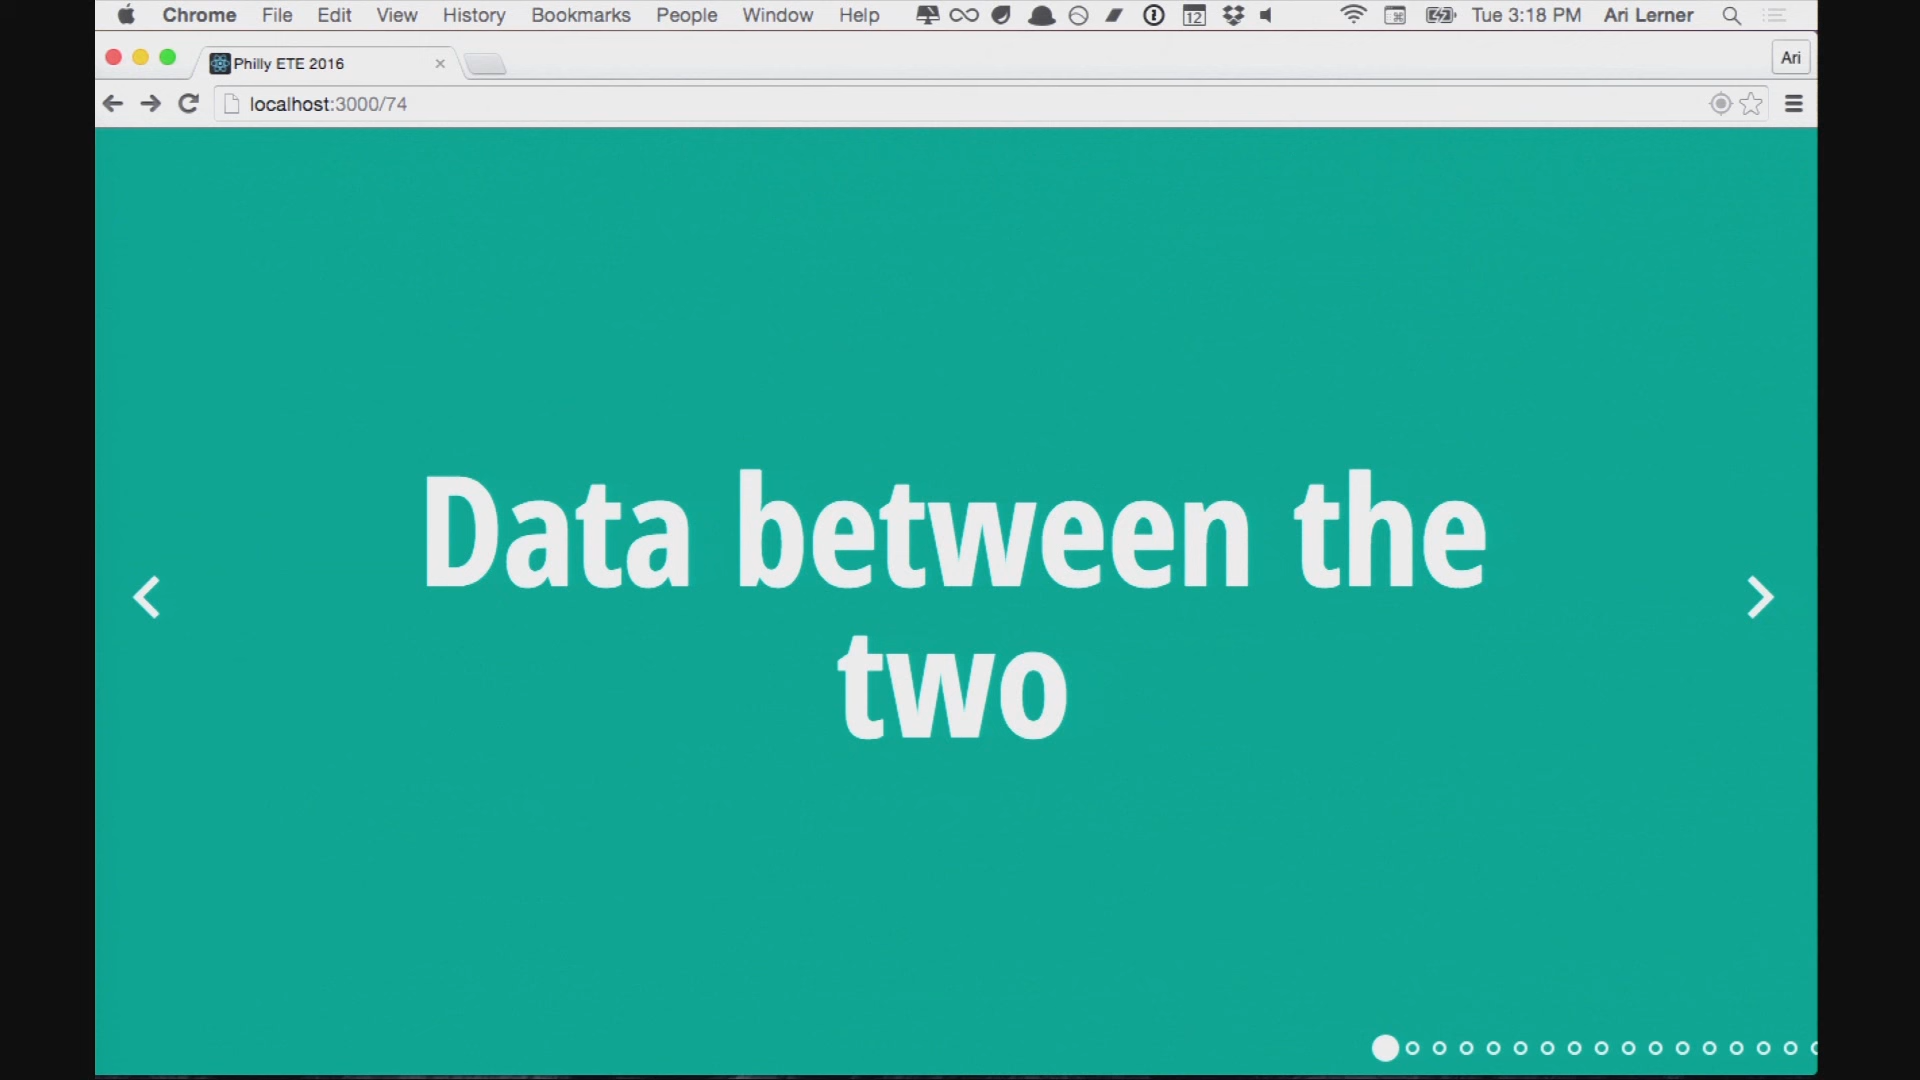 Chrome File Edit View History Bookmarks People Window Help 12 Tue 3:18 PM Ari Lerner
Philly ETE 2016
Ari
localhost:3000/74
Data between the
two